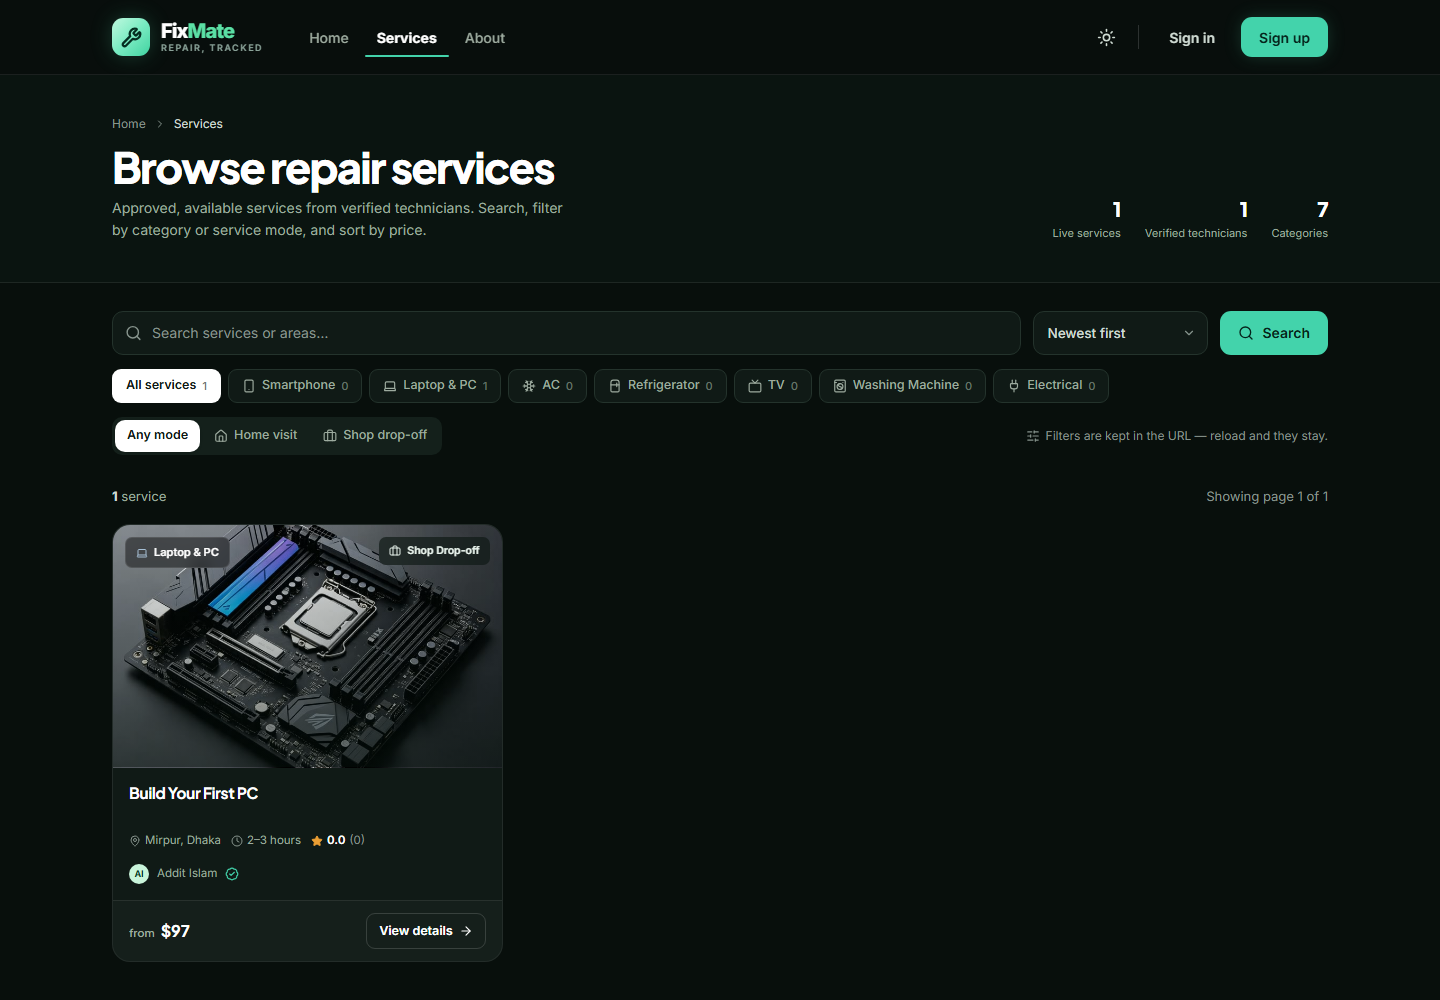 FixMate
REPAIR, TRACKED
Home
Services
About
Sign in
Sign up
Home
Services
Browse repair services
Approved, available services from verified technicians. Search, filter
by category or service mode, and sort by price.
1
Live services
1
Verified technicians
7
Categories
Search services or areas...
Newest first
Search
All services 1
Smartphone 0
Laptop & PC 1
AC 0
Refrigerator 0
TV 0
Washing Machine 0
Electrical 0
Any mode
Home visit
Shop drop-off
Filters are kept in the URL — reload and they stay.
1 service
Showing page 1 of 1
Laptop & PC
Shop Drop-off
Build Your First PC
Mirpur, Dhaka
2–3 hours
0.0 (0)
AI
Addit Islam
from $97
View details